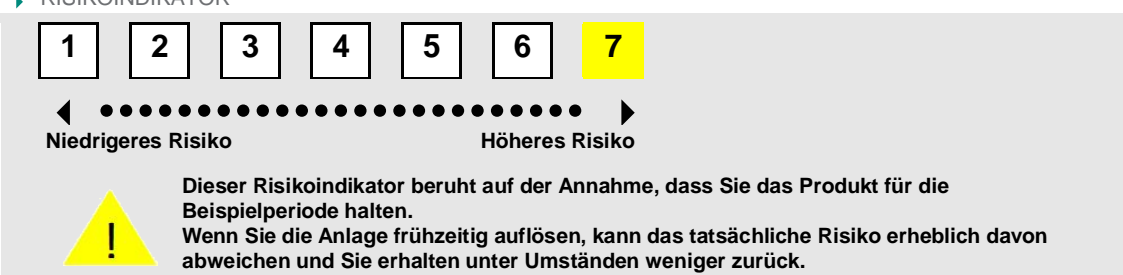 RISIKOINDIKATOR
1 2 3 4 5 6 7
Niedrigeres Risiko Höheres Risiko
Dieser Risikoindikator beruht auf der Annahme, dass Sie das Produkt für die
Beispielperiode halten.
Wenn Sie die Anlage frühzeitig auflösen, kann das tatsächliche Risiko erheblich davon
abweichen und Sie erhalten unter Umständen weniger zurück.